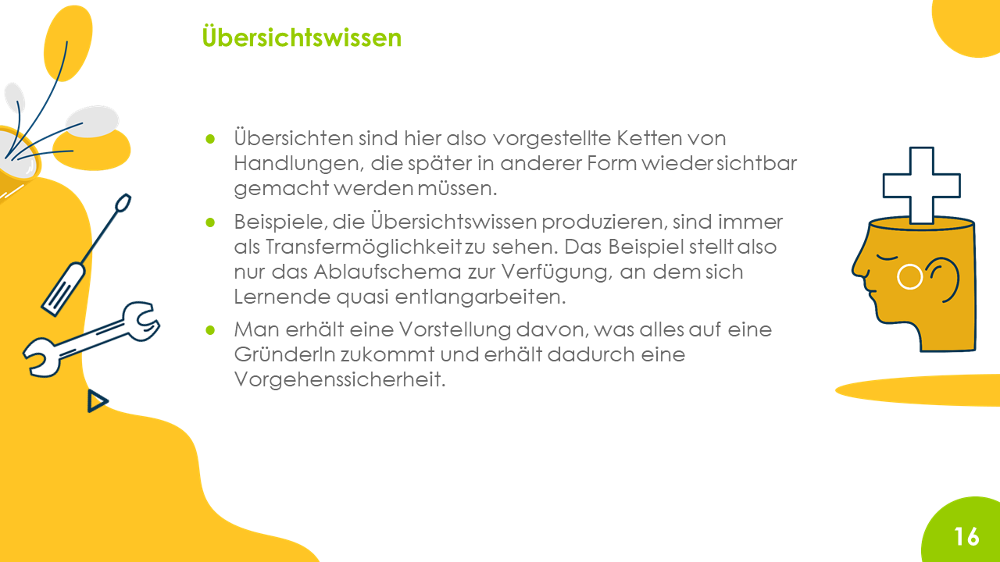 Übersichtswissen
● Übersichten sind hier also vorgestellte Ketten von
Handlungen, die später in anderer Form wieder sichtbar
gemacht werden müssen.
● Beispiele, die Übersichtswissen produzieren, sind immer
als Transfermöglichkeit zu sehen. Das Beispiel stellt also
nur das Ablaufschema zur Verfügung, an dem sich
Lernende quasi entlangarbeiten.
● Man erhält eine Vorstellung davon, was alles auf eine
GründerIn zukommt und erhält dadurch eine
Vorgehenssicherheit.
16